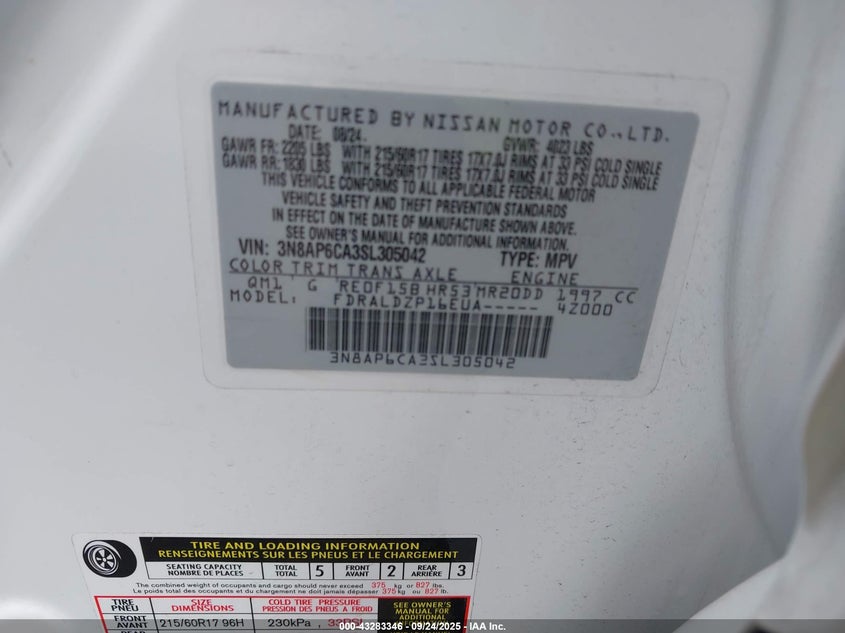 MANUFACTURED BY NISSAN MOTOR CO., LTD.
DATE: 08/24 GVWR: 4023 LBS
GAWR FR: 2205 LBS WITH 215/60R17 TIRES 17X7.0J RIMS AT 33 PSI COLD SINGLE
GAWR RR: 1830 LBS WITH 215/60R17 TIRES 17X7.0J RIMS AT 33 PSI COLD SINGLE
THIS VEHICLE CONFORMS TO ALL APPLICABLE FEDERAL MOTOR
VEHICLE SAFETY AND THEFT PREVENTION STANDARDS
IN EFFECT ON THE DATE OF MANUFACTURE SHOWN ABOVE.
SEE OWNER'S MANUAL FOR ADDITIONAL INFORMATION.
VIN: 3N8AP6CA3SL305042 TYPE: MPV
COLOR TRIM TRANS AXLE ENGINE
QM1 G RE0F15B HR53 MR20DD 1997 CC
MODEL: FDRALDZP16EUA----- 4Z000
3N8AP6CA3SL305042
TIRE AND LOADING INFORMATION
RENSEIGNEMENTS SUR LES PNEUS ET LE CHARGEMENT
SEATING CAPACITY TOTAL 5 FRONT 2 REAR 3
NOMBRE DE PLACES TOTAL AVANT ARRIÈRE
The combined weight of occupants and cargo should never exceed 375 kg or 827 lbs.
Le poids total des occupants et du chargement ne doit jamais dépasser 375 kg ou 827 lb.
TIRE SIZE COLD TIRE PRESSURE SEE OWNER'S
PNEU DIMENSIONS PRESSION DES PNEUS A FROID MANUAL FOR
FRONT 215/60R17 96H 230kPa, 33PSI ADDITIONAL
AVANT
000-43283346 - 09/24/2025 - IAA Inc.